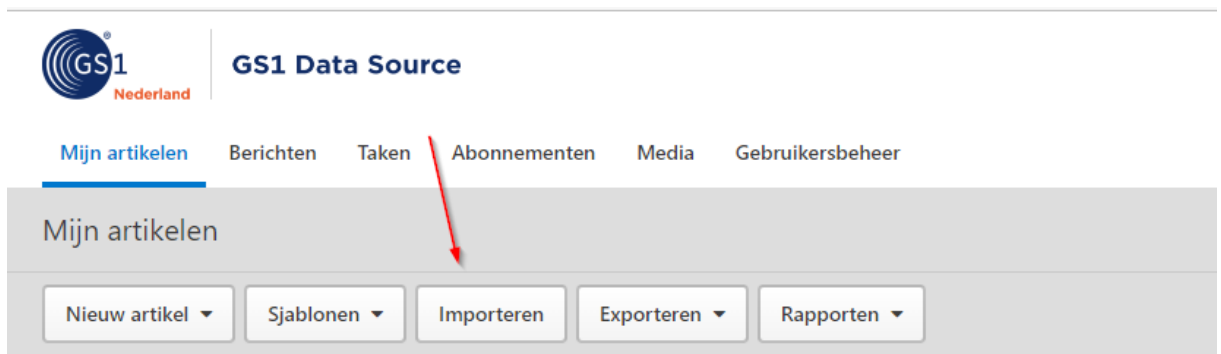 GS1 Nederland
GS1 Data Source
Mijn artikelen Berichten Taken Abonnementen Media Gebruikersbeheer
Mijn artikelen
Nieuw artikel Sjablonen Importeren Exporteren Rapporten